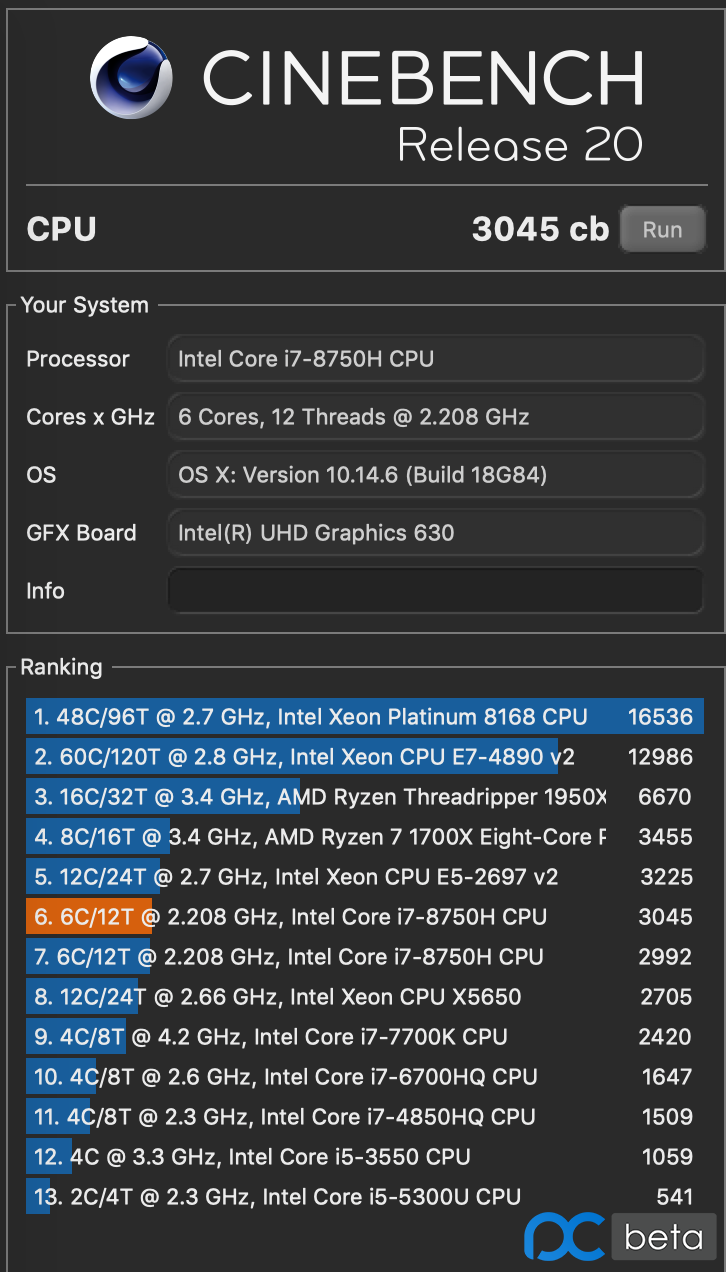 CINEBENCH
Release 20
CPU 3045 cb Run
Your System
Processor Intel Core i7-8750H CPU
Cores x GHz 6 Cores, 12 Threads @ 2.208 GHz
OS OS X: Version 10.14.6 (Build 18G84)
GFX Board Intel(R) UHD Graphics 630
Info
Ranking
1. 48C/96T @ 2.7 GHz, Intel Xeon Platinum 8168 CPU 16536
2. 60C/120T @ 2.8 GHz, Intel Xeon CPU E7-4890 v2 12986
3. 16C/32T @ 3.4 GHz, AMD Ryzen Threadripper 1950X 6670
4. 8C/16T @ 3.4 GHz, AMD Ryzen 7 1700X Eight-Core P 3455
5. 12C/24T @ 2.7 GHz, Intel Xeon CPU E5-2697 v2 3225
6. 6C/12T @ 2.208 GHz, Intel Core i7-8750H CPU 3045
7. 6C/12T @ 2.208 GHz, Intel Core i7-8750H CPU 2992
8. 12C/24T @ 2.66 GHz, Intel Xeon CPU X5650 2705
9. 4C/8T @ 4.2 GHz, Intel Core i7-7700K CPU 2420
10. 4C/8T @ 2.6 GHz, Intel Core i7-6700HQ CPU 1647
11. 4C/8T @ 2.3 GHz, Intel Core i7-4850HQ CPU 1509
12. 4C @ 3.3 GHz, Intel Core i5-3550 CPU 1059
13. 2C/4T @ 2.3 GHz, Intel Core i5-5300U CPU 541
pc beta